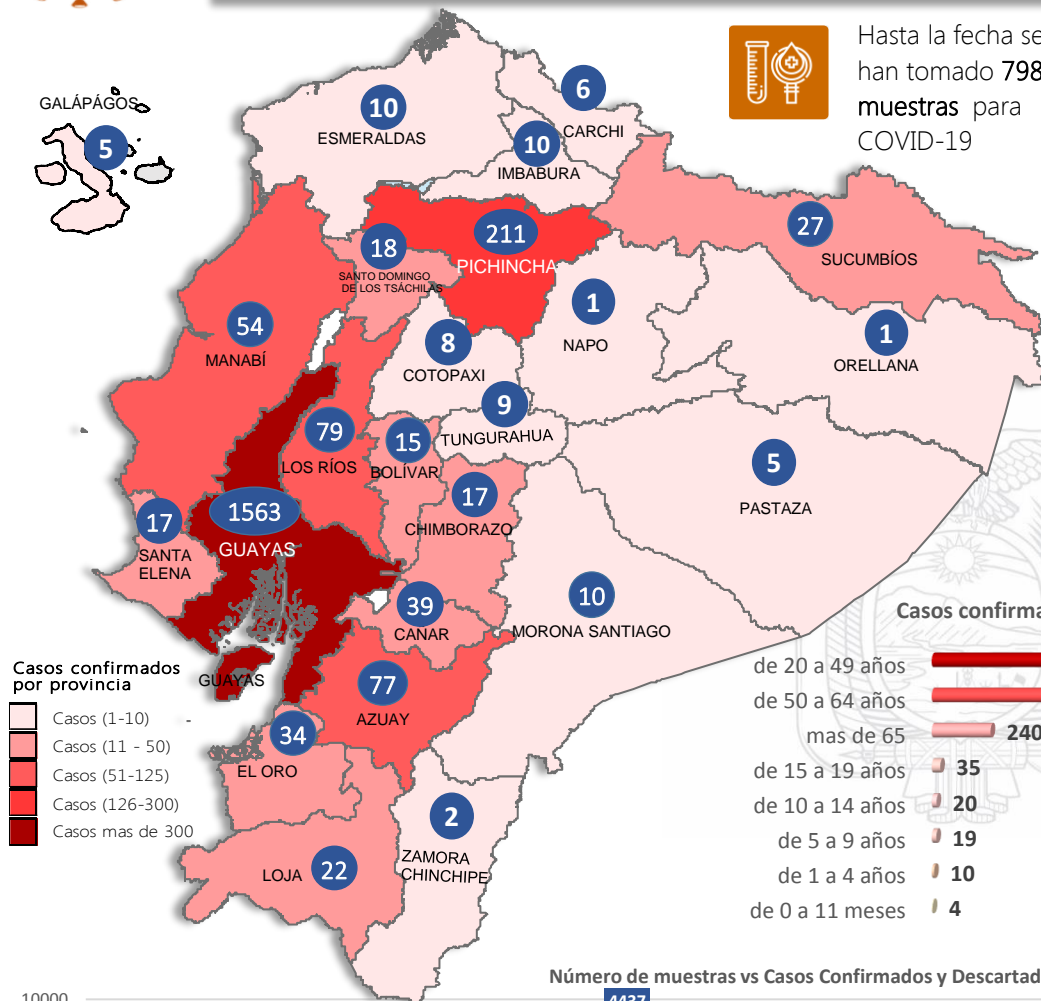 Hasta la fecha se
han tomado 798
muestras para
COVID-19
GALÁPÁGOS
5
10
ESMERALDAS
6
CARCHI
10
IMBABURA
27
SUCUMBÍOS
18
SANTO DOMINGO
DE LOS TSÁCHILAS
211
PICHINCHA
1
NAPO
1
ORELLANA
54
MANABÍ
8
COTOPAXI
9
TUNGURAHUA
79
LOS RÍOS
15
BOLÍVAR
5
PASTAZA
17
SANTA
ELENA
1563
GUAYAS
17
CHIMBORAZO
39
CANAR
10
MORONA SANTIAGO
GUAYAS
77
AZUAY
34
EL ORO
2
ZAMORA
CHINCHIPE
LOJA 22
Casos confirmados
por provincia
Casos (1-10)
Casos (11 - 50)
Casos (51-125)
Casos (126-300)
Casos mas de 300
Casos confirma
de 20 a 49 años
de 50 a 64 años
mas de 65 240
de 15 a 19 años 35
de 10 a 14 años 20
de 5 a 9 años 19
de 1 a 4 años 10
de 0 a 11 meses 4
Número de muestras vs Casos Confirmados y Descartad
10000
4437